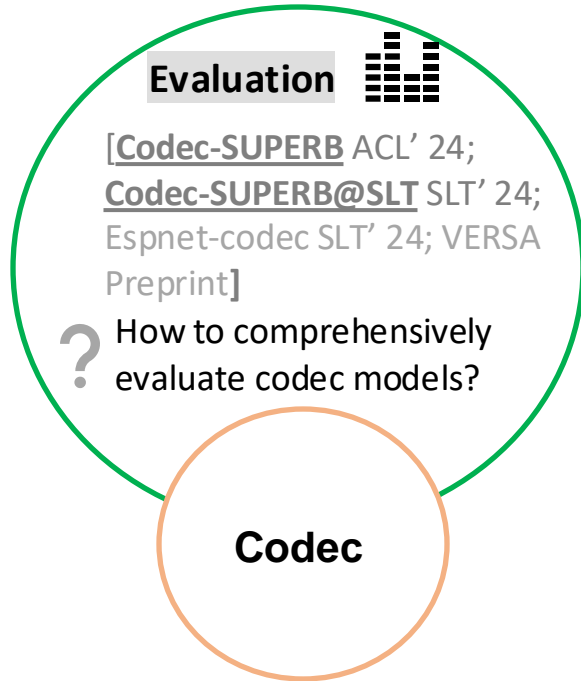 Evaluation
[Codec-SUPERB ACL’ 24;
Codec-SUPERB@SLT SLT’ 24;
Espnet-codec SLT’ 24; VERSA
Preprint]
? How to comprehensively
evaluate codec models?
Codec